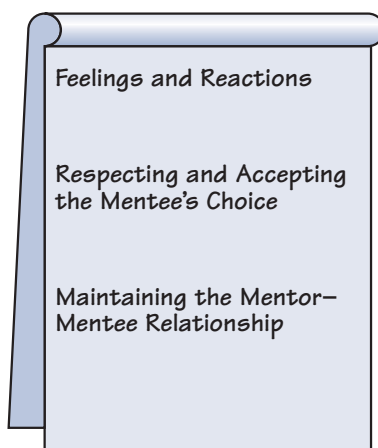 Feelings and Reactions
Respecting and Accepting
the Mentee's Choice
Maintaining the Mentor–
Mentee Relationship